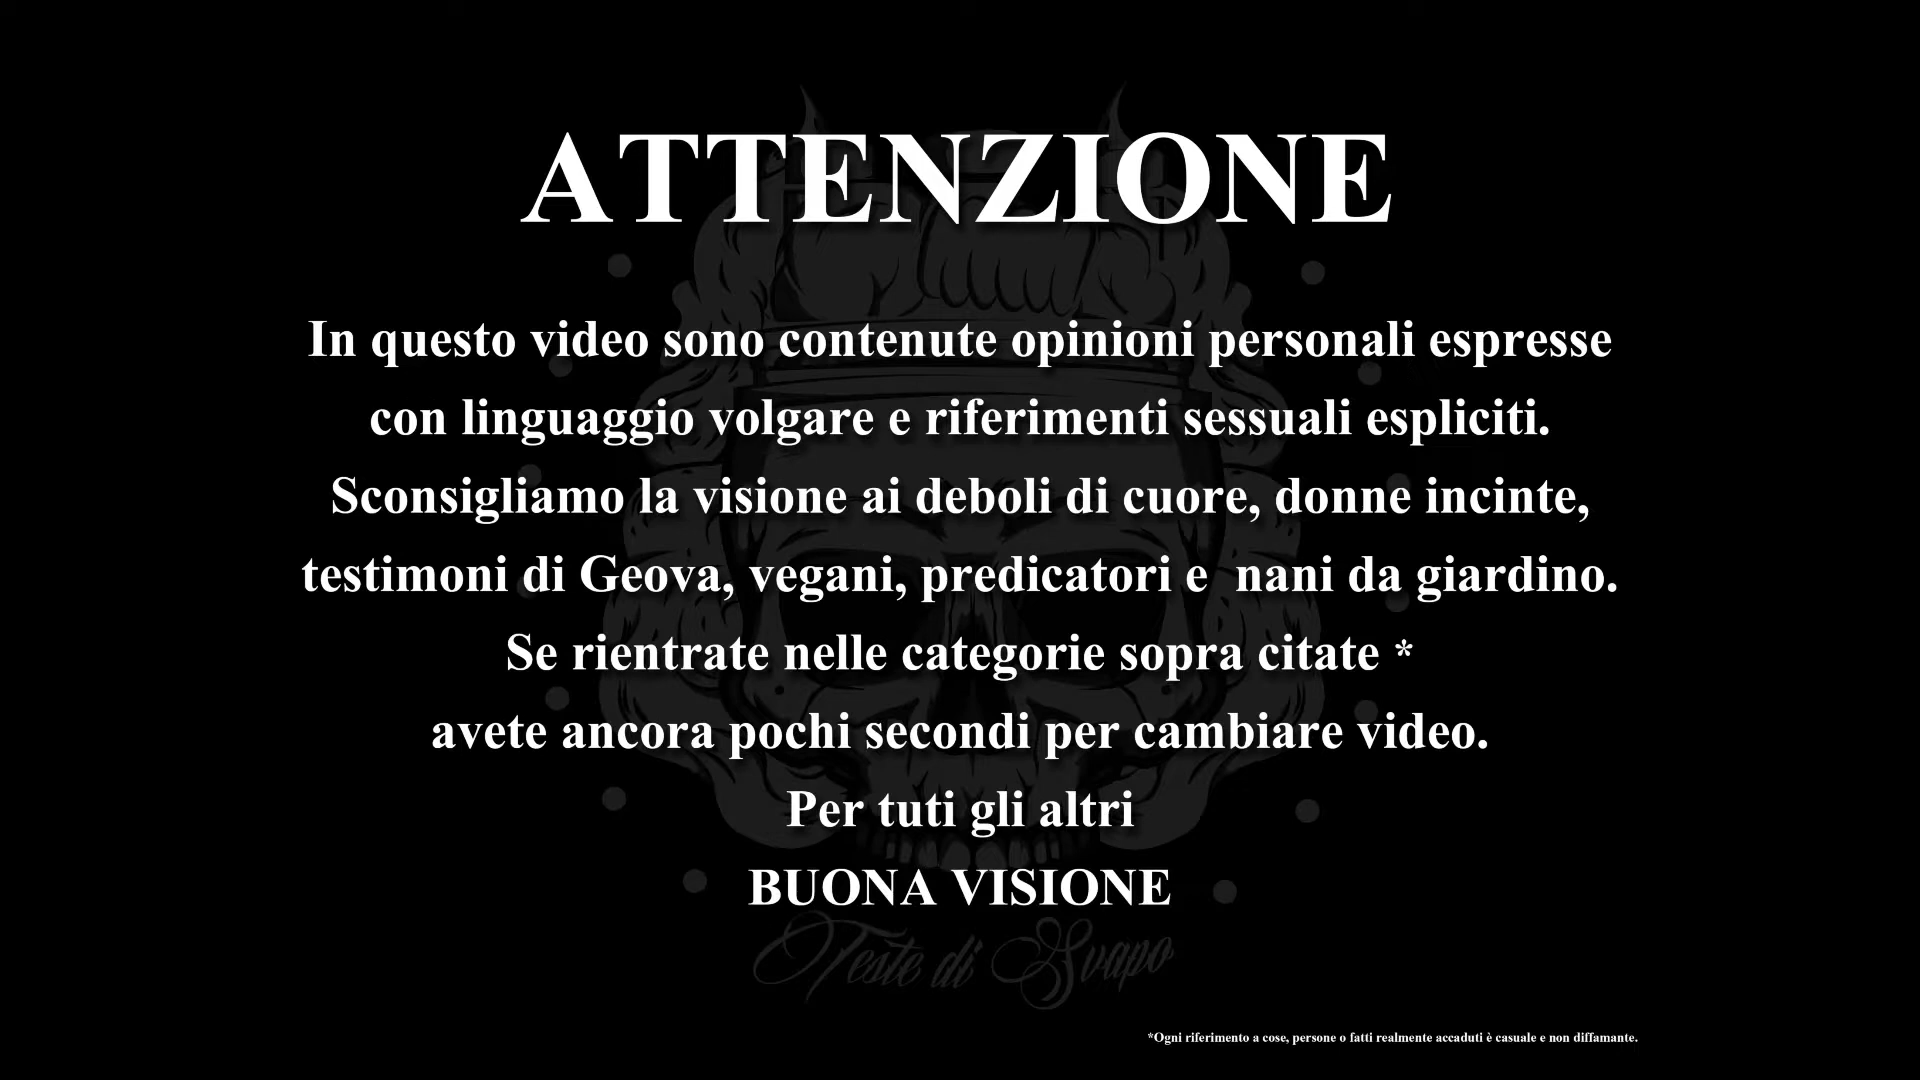 ATTENZIONE
In questo video sono contenute opinioni personali espresse
con linguaggio volgare e riferimenti sessuali espliciti.
Sconsigliamo la visione ai deboli di cuore, donne incinte,
testimoni di Geova, vegani, predicatori e  nani da giardino.
Se rientrate nelle categorie sopra citate *
avete ancora pochi secondi per cambiare video.
Per tuti gli altri
BUONA VISIONE
Teste di Svapo
*Ogni riferimento a cose, persone o fatti realmente accaduti è casuale e non diffamante.